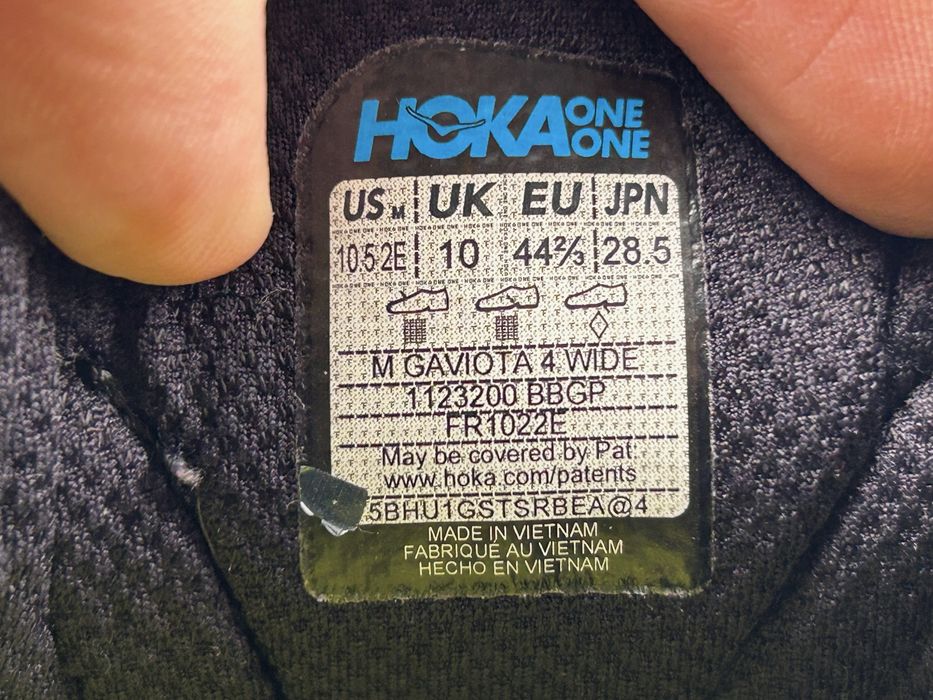 HOKA ONE ONE
US M UK EU JPN
10.5 2E 10 44⅔ 28.5
M GAVIOTA 4 WIDE
1123200 BBGP
FR1022E
May be covered by Pat:
www.hoka.com/patents
5BHU1GSTSRBEA@4
MADE IN VIETNAM
FABRIQUÉ AU VIETNAM
HECHO EN VIETNAM